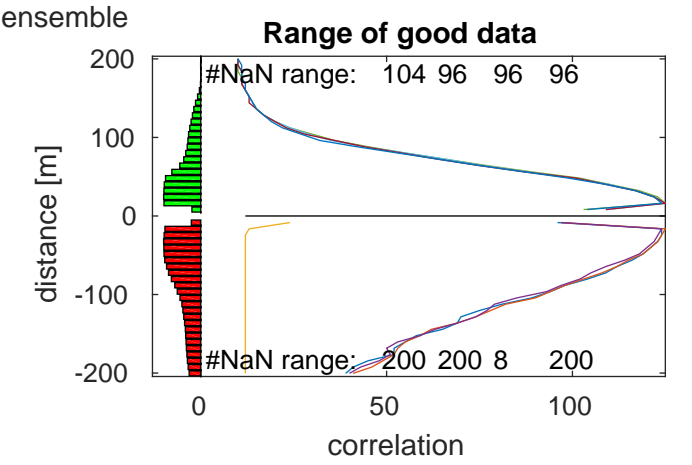 ensemble
Range of good data
200
#NaN range: 104 96 96 96
100
0
-100
-200
#NaN range: 200 200 8 200
distance [m]
0 50 100
correlation